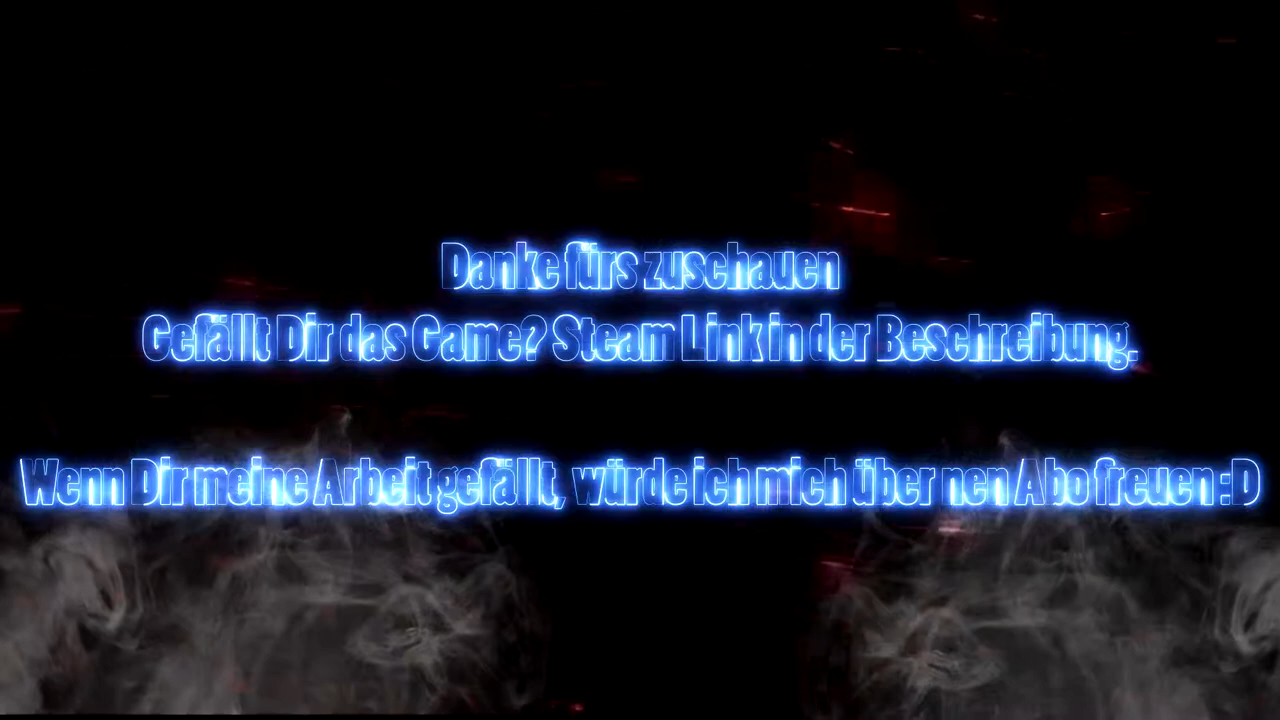 Danke fürs zuschauen
Gefällt Dir das Game? Steam Link in der Beschreibung.
Wenn Dir meine Arbeit gefällt, würde ich mich über nen Abo freuen :D